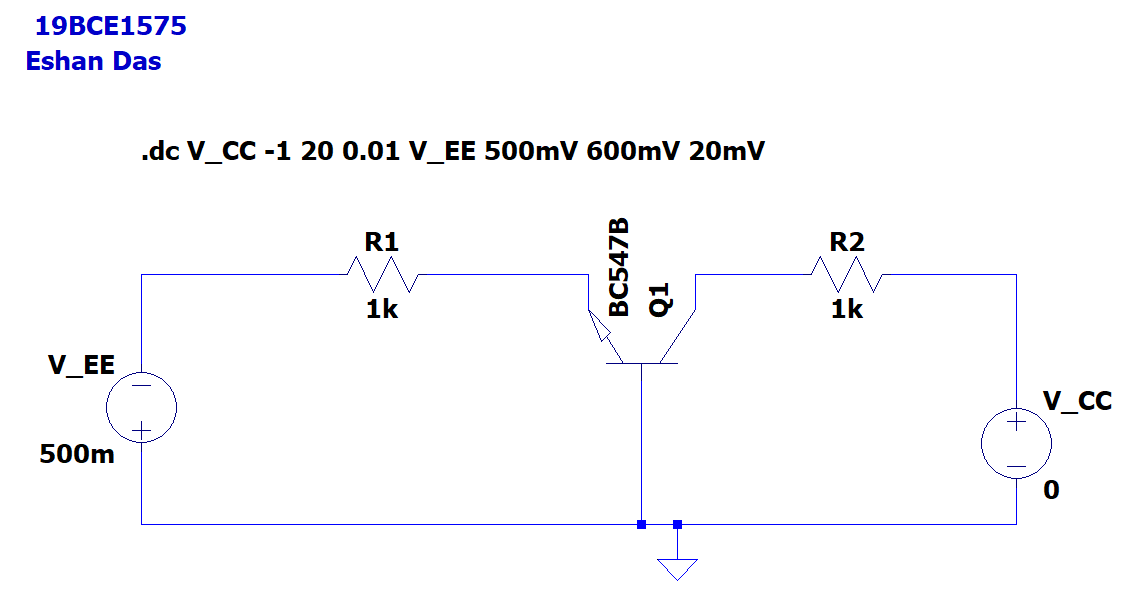 19BCE1575
Eshan Das
.dc V_CC -1 20 0.01 V_EE 500mV 600mV 20mV
R1
1k
BC547B
Q1
R2
1k
V_EE
500m
V_CC
0